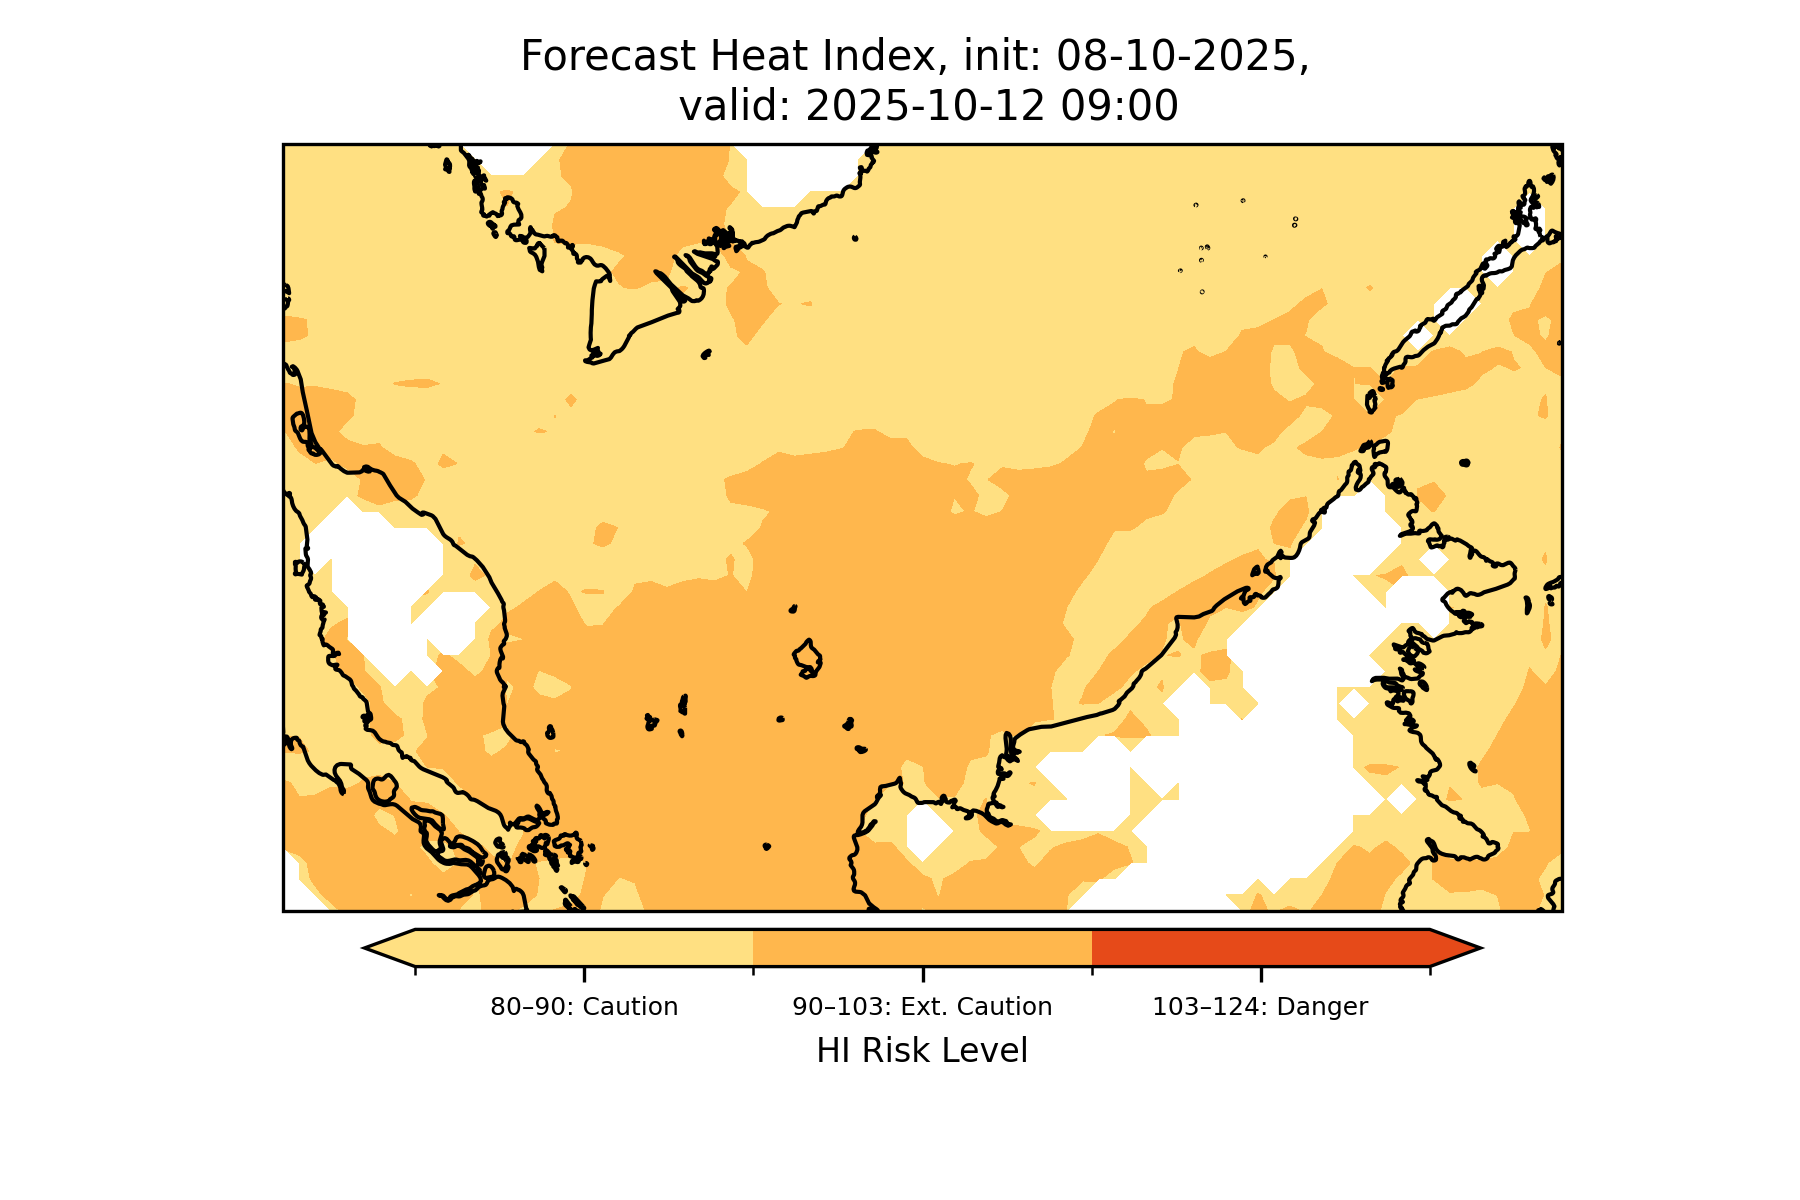 Forecast Heat Index, init: 08-10-2025,
valid: 2025-10-12 09:00
80–90: Caution
90–103: Ext. Caution
103–124: Danger
HI Risk Level